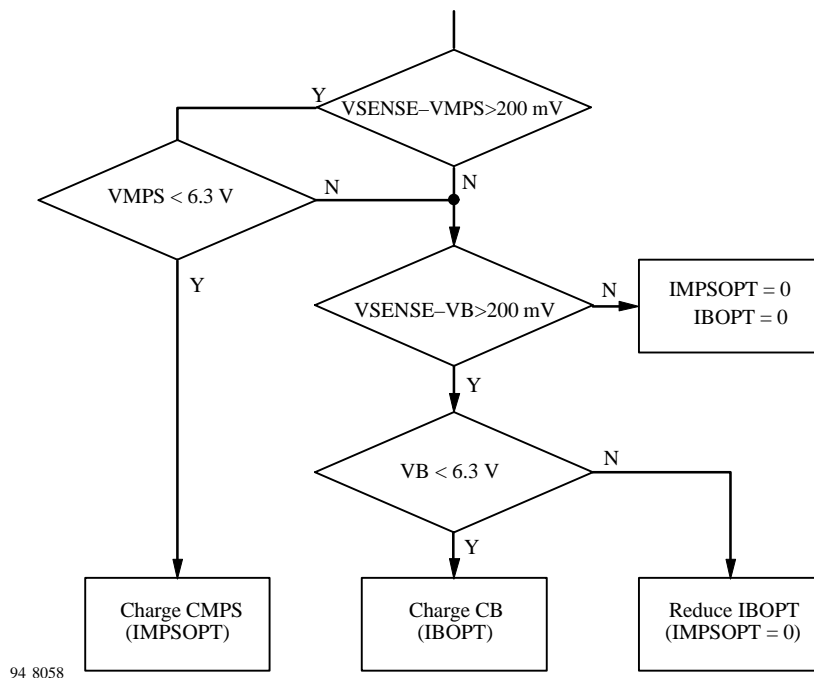 Y
VSENSE–VMPS>200 mV
N
VMPS < 6.3 V
N
Y
VSENSE–VB>200 mV
N
IMPSOPT = 0
IBOPT = 0
Y
VB < 6.3 V
N
Y
Charge CMPS
(IMPSOPT)
Charge CB
(IBOPT)
Reduce IBOPT
(IMPSOPT = 0)
94 8058